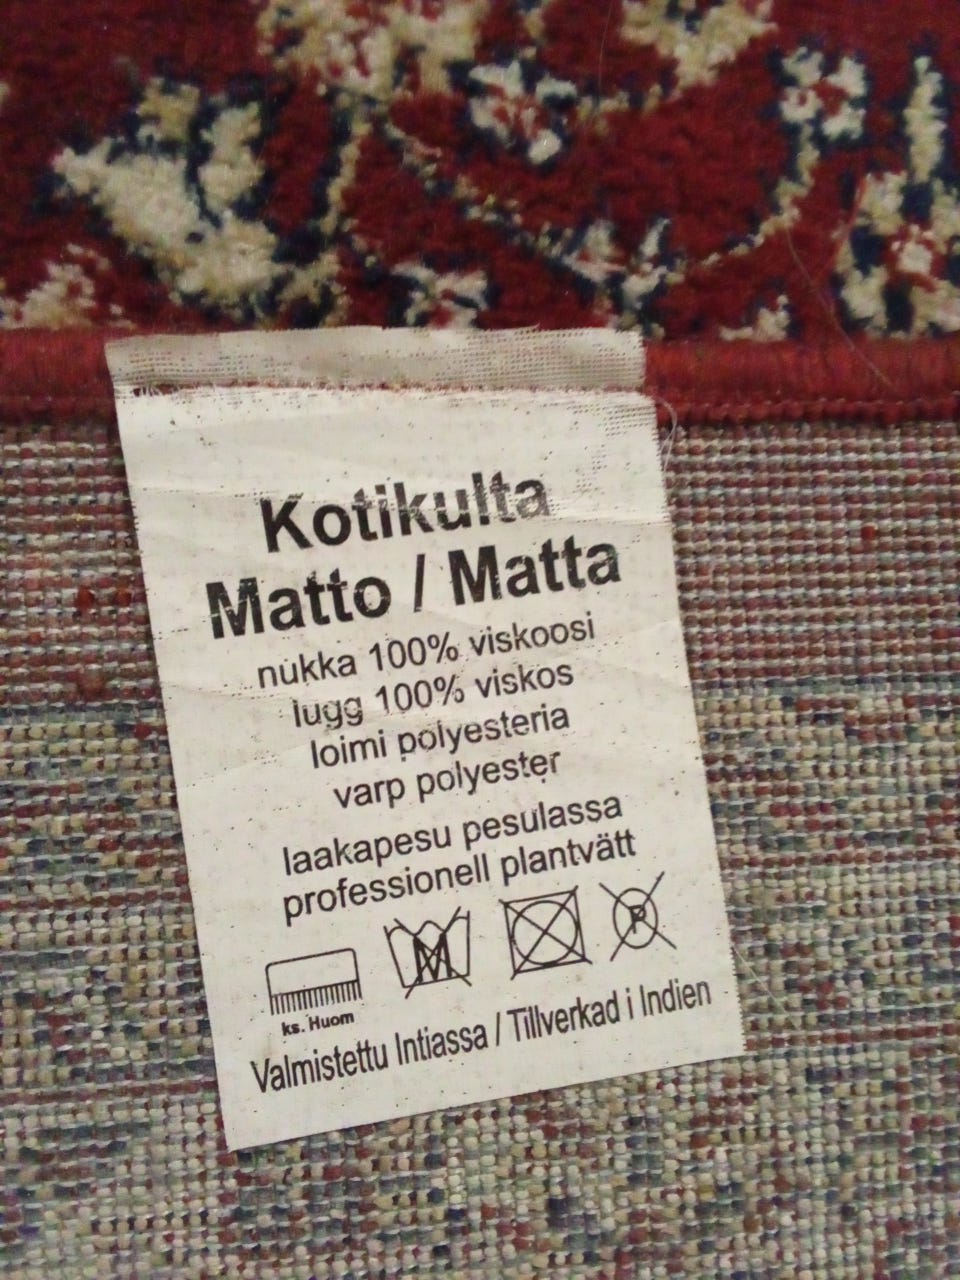 Kotikulta
Matto / Matta
nukka 100% viskoosi
lugg 100% viskos
loimi polyesteria
varp polyester
laakapesu pesulassa
professionell plantvätt
P
ks. Huom
Valmistettu Intiassa / Tillverkad i Indien